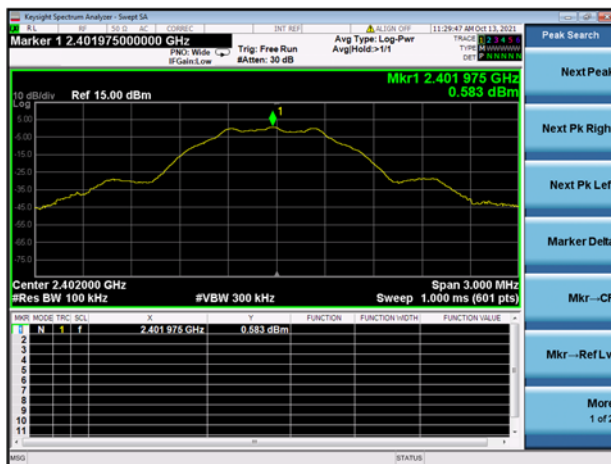 Keysight Spectrum Analyzer - Swept SA
RL RF 50 Ω AC CORREC INT REF ALIGN OFF 11:29:47 AM Oct 13, 2021
Marker 1 2.401975000000 GHz
PNO: Wide
IFGain:Low
Trig: Free Run
#Atten: 30 dB
Avg Type: Log-Pwr
Avg|Hold:>1/1
TRACE 1 2 3 4 5 6
TYPE M WWWWW
DET P N N N N N
Peak Search
Mkr1 2.401 975 GHz
0.583 dBm
10 dB/div Ref 15.00 dBm
Log
1
5.00
-5.00
-15.0
-25.0
-35.0
-45.0
-55.0
-65.0
-75.0
Center 2.402000 GHz Span 3.000 MHz
#Res BW 100 kHz #VBW 300 kHz Sweep 1.000 ms (601 pts)
MKR MODE TRC SCL X Y FUNCTION FUNCTION WIDTH FUNCTION VALUE
1 N 1 f 2.401 975 GHz 0.583 dBm
2
3
4
5
6
7
8
9
10
11
MSG STATUS
Next Peak
Next Pk Righ
Next Pk Lef
Marker Delta
Mkr→CF
Mkr→Ref Lv
More
1 of 2